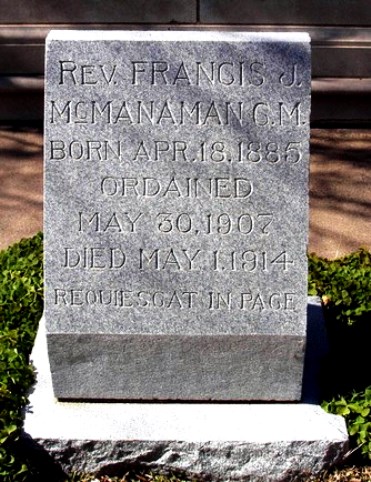 REV. FRANCIS J.
MCMANAMAN C.M.
BORN APR. 18, 1885
ORDAINED
MAY 30, 1907
DIED MAY 1, 1914
REQUIESCAT IN PACE